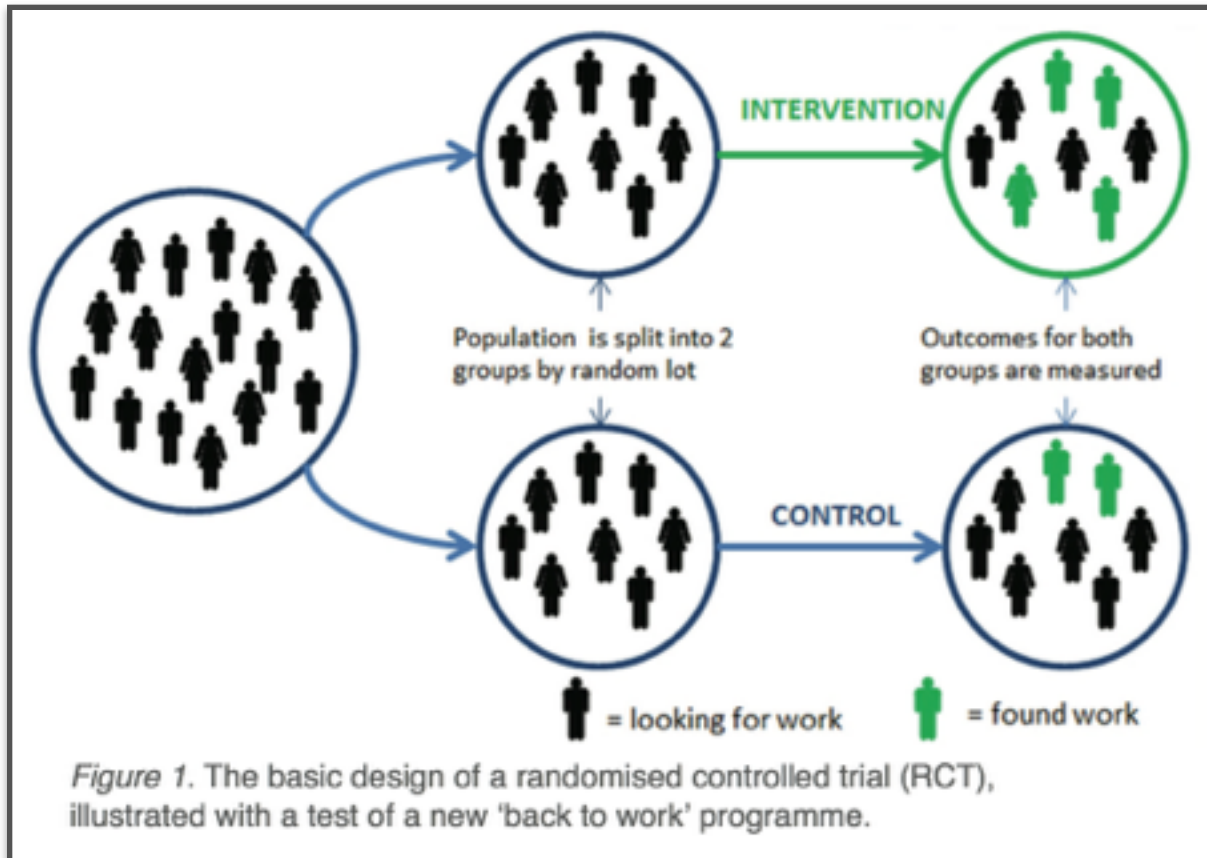 INTERVENTION
Population is split into 2
groups by random lot
Outcomes for both
groups are measured
CONTROL
= looking for work
= found work
Figure 1. The basic design of a randomised controlled trial (RCT),
illustrated with a test of a new ‘back to work’ programme.